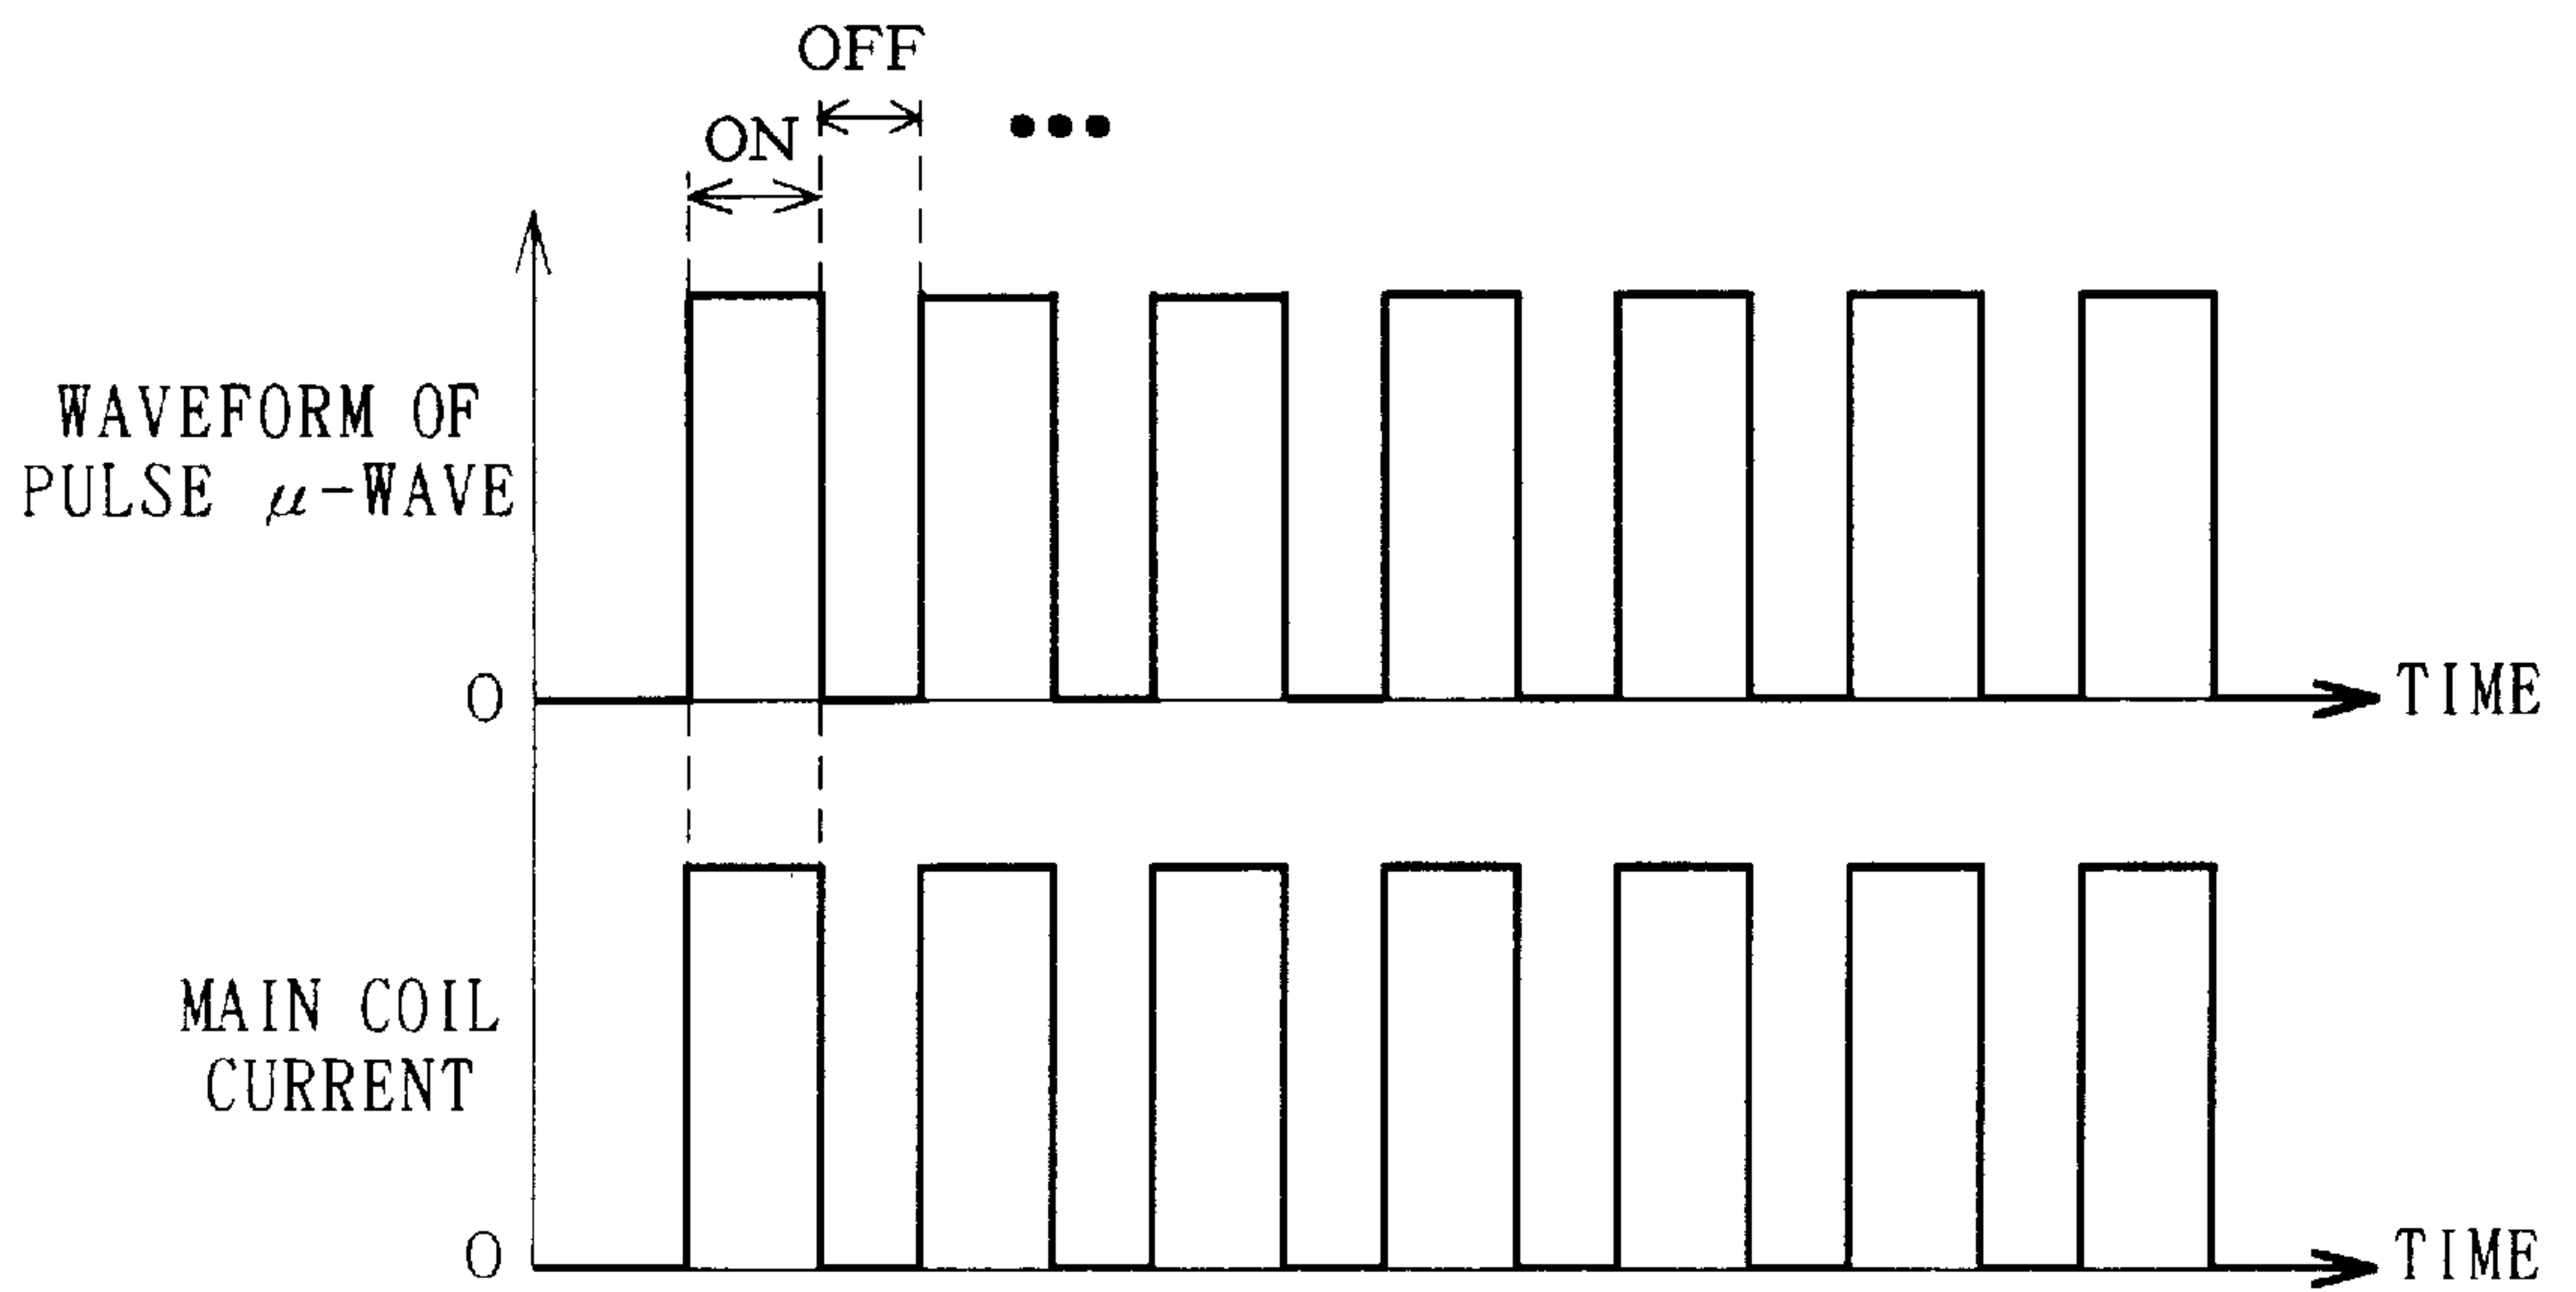 OFF
ON
WAVEFORM OF
PULSE μ-WAVE
0
TIME
MAIN COIL
CURRENT
0
TIME